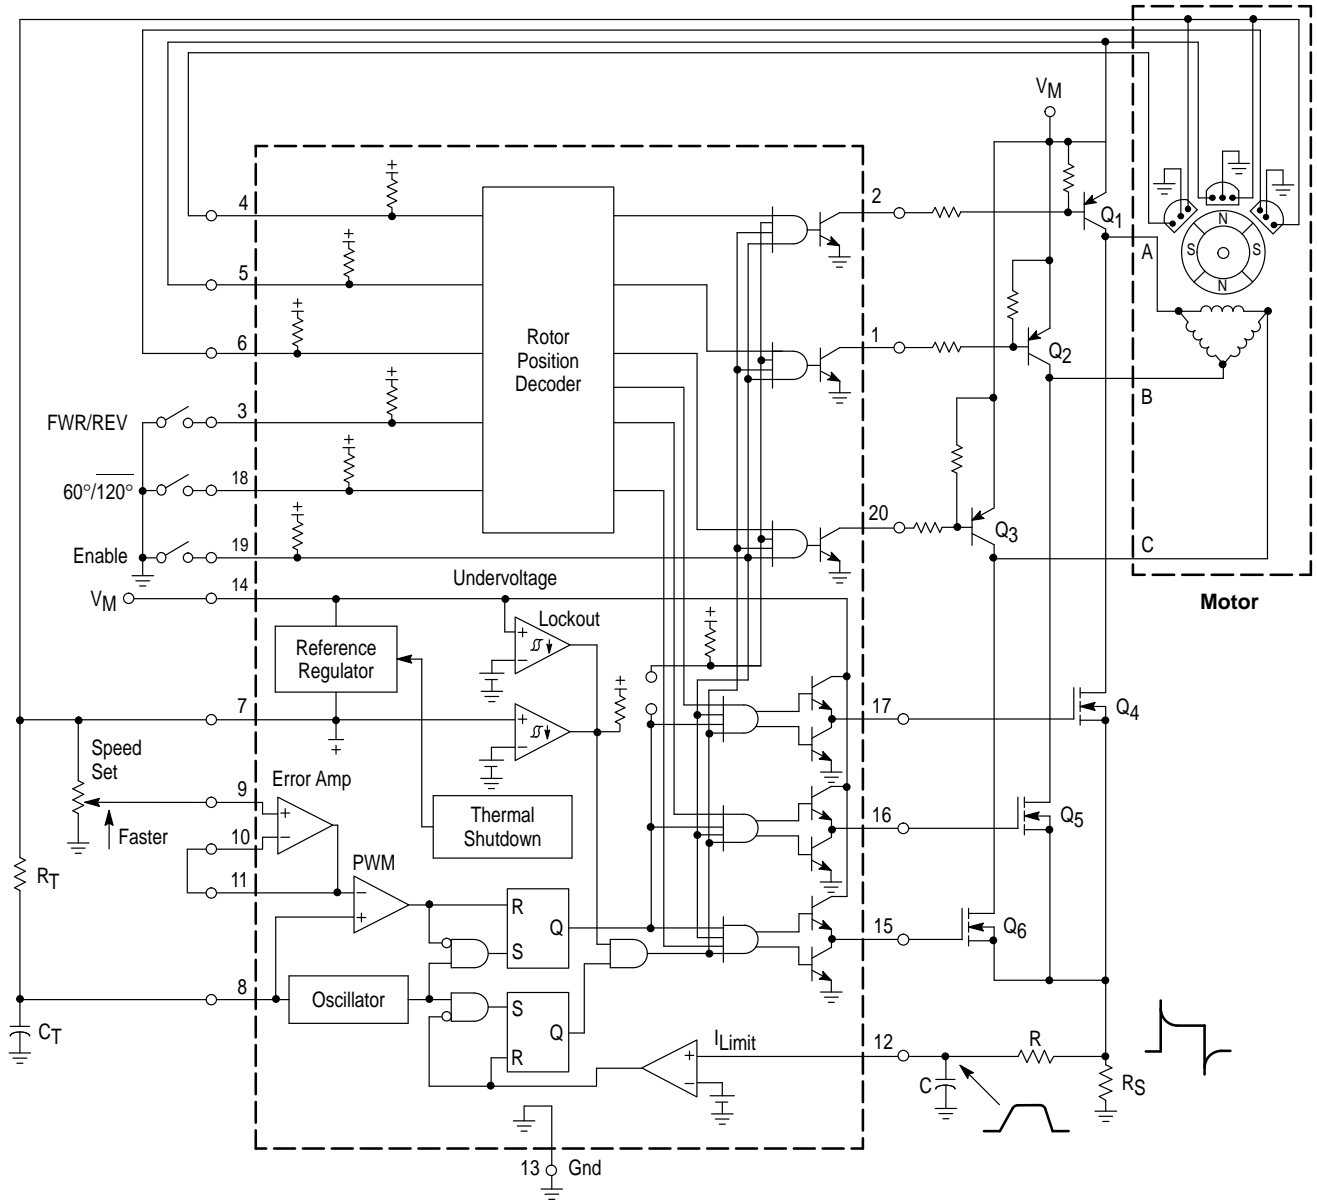 VM
4
2
Q1
N
S
S
N
A
5
6
Rotor
Position
Decoder
1
Q2
B
FWR/REV
3
60°/120°
18
20
Q3
C
Enable
19
Motor
VM
14
Undervoltage
Lockout
Reference
Regulator
7
17
Q4
Speed
Set
Error Amp
9
Thermal
Shutdown
16
Q5
Faster
10
RT
11
PWM
R
Q
S
15
Q6
8
Oscillator
S
Q
R
CT
ILimit
12
R
C
RS
13
Gnd